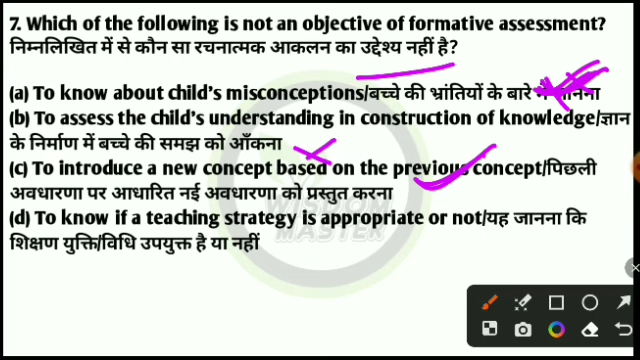 7. Which of the following is not an objective of formative assessment?
निम्नलिखित में से कौन सा रचनात्मक आकलन का उद्देश्य नहीं है?
(a) To know about child's misconceptions/बच्चे की भ्रांतियों के बारे में जानना
(b) To assess the child's understanding in construction of knowledge/ज्ञान
के निर्माण में बच्चे की समझ को आँकना
(c) To introduce a new concept based on the previous concept/पिछली
अवधारणा पर आधारित नई अवधारणा को प्रस्तुत करना
(d) To know if a teaching strategy is appropriate or not/यह जानना कि
शिक्षण युक्ति/विधि उपयुक्त है या नहीं
WISDOM
MASTER